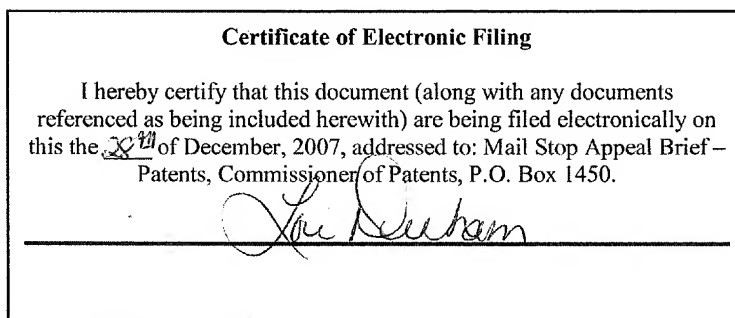 Certificate of Electronic Filing
I hereby certify that this document (along with any documents
referenced as being included herewith) are being filed electronically on
this the 28th of December, 2007, addressed to: Mail Stop Appeal Brief –
Patents, Commissioner of Patents, P.O. Box 1450.
Lori Durham